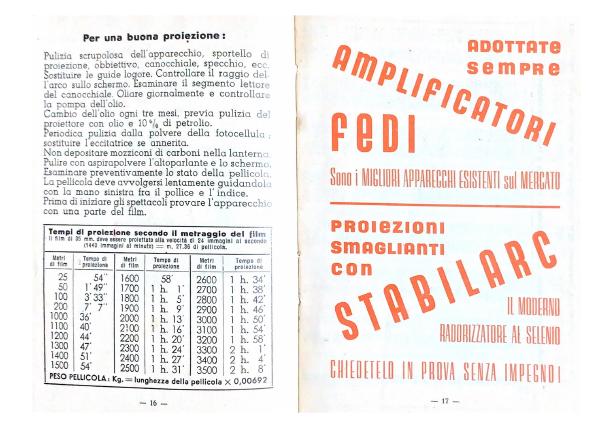 Per una buona proiezione :
Pulizia scrupolosa dell'apparecchio, sportello di
proiezione, obbiettivo, canocchiale, specchio, ecc.
Sostituire le guide logore. Controllare il raggio del-
l'arco sullo schermo. Esaminare il segmento lettore
del canocchiale. Oliare giornalmente e controllare
la pompa dell'olio.
Cambio dell'olio ogni tre mesi, previa pulizia del
proiettore con olio e 10% di petrolio.
Periodica pulizia dalla polvere della fotocellula ;
sostituire l'eccitatrice se annerita.
Non depositare mozziconi di carboni nella lanterna.
Pulire con aspirapolvere l'altoparlante e lo schermo.
Esaminare preventivamente lo stato della pellicola.
La pellicola deve avvolgersi lentamente guidandola
con la mano sinistra fra il pollice e l'indice.
Prima di iniziare gli spettacoli provare l'apparecchio
con una parte del film.
Tempi di proiezione secondo il metraggio del film
Il film di 35 mm. deve essere proiettato alla velocità di 24 immagini al secondo
(1440 immagini al minuto) = m. 27.36 di pellicola.
Metri di film | Tempo di proiezione | Metri di film | Tempo di proiezione | Metri di film | Tempo di proiezione
25 54'' 1600 58' 2600 1 h. 34'
50 1' 49'' 1700 1 h. 1' 2700 1 h. 38'
100 3' 33'' 1800 1 h. 5' 2800 1 h. 42'
200 7' 7'' 1900 1 h. 9' 2900 1 h. 46'
1000 36' 2000 1 h. 13' 3000 1 h. 50'
1100 40' 2100 1 h. 16' 3100 1 h. 54'
1200 44' 2200 1 h. 20' 3200 1 h. 58'
1300 47' 2300 1 h. 24' 3300 2 h. 1'
1400 51' 2400 1 h. 27' 3400 2 h. 4'
1500 54' 2500 1 h. 31' 3500 2 h. 8'
PESO PELLICOLA: Kg. = lunghezza della pellicola × 0,00692
— 16 —
ADOTTATE
SEMPRE
AMPLIFICATORI
FEDI
Sono i MIGLIORI APPARECCHI ESISTENTI sul MERCATO
PROIEZIONI
SMAGLIANTI
CON
STABILARC
IL MODERNO
RADDRIZZATORE AL SELENIO
CHIEDETELO IN PROVA SENZA IMPEGNO!
— 17 —